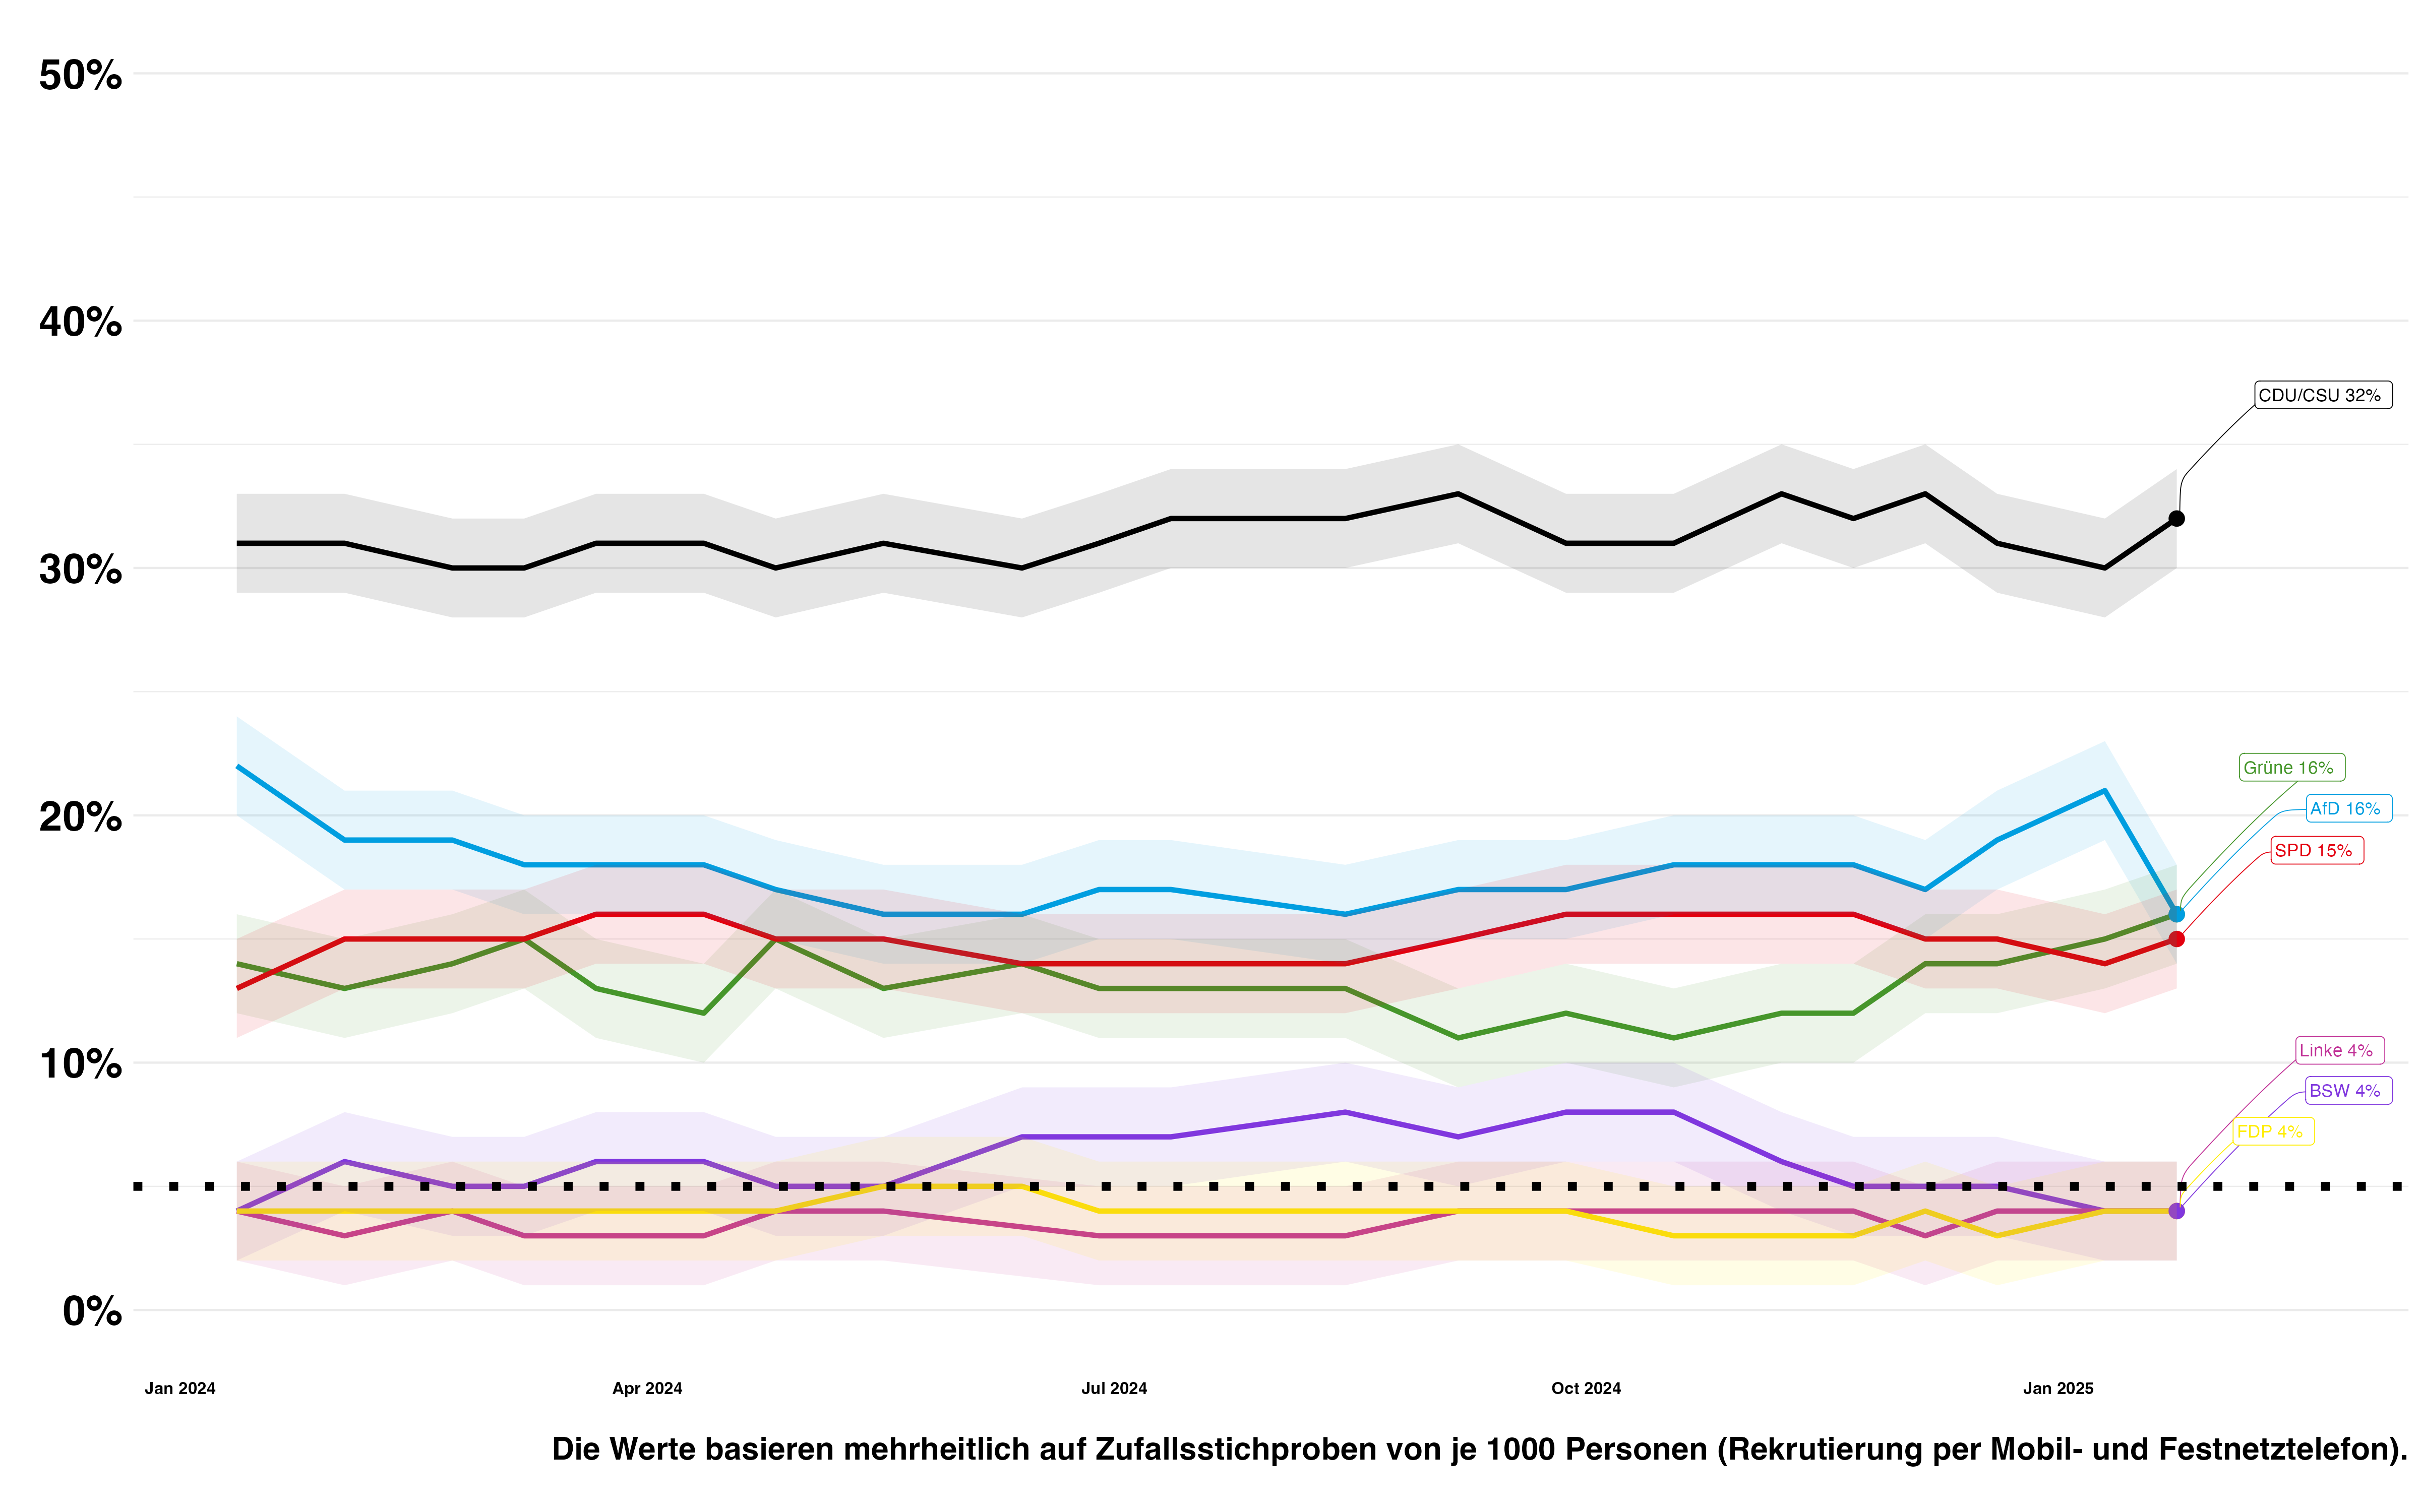 50%
40%
CDU/CSU 32%
30%
Grüne 16%
20%
AfD 16%
SPD 15%
10%
Linke 4%
BSW 4%
FDP 4%
0%
Jan 2024 Apr 2024 Jul 2024 Oct 2024 Jan 2025
Die Werte basieren mehrheitlich auf Zufallsstichproben von je 1000 Personen (Rekrutierung per Mobil- und Festnetztelefon).